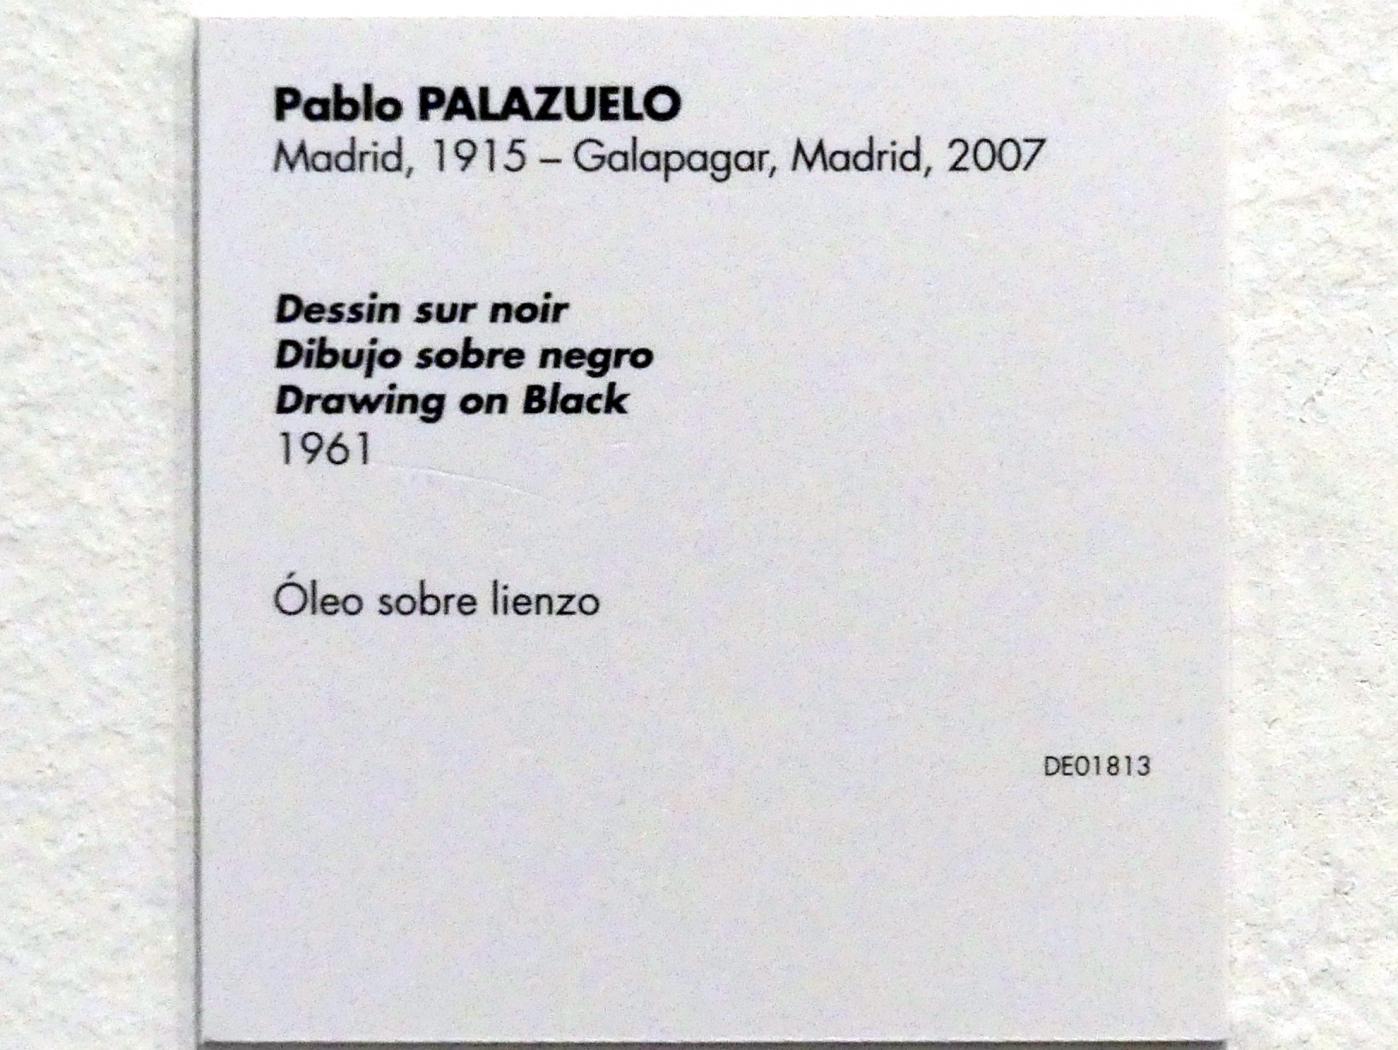 Pablo PALAZUELO
Madrid, 1915 – Galapagar, Madrid, 2007
Dessin sur noir
Dibujo sobre negro
Drawing on Black
1961
Óleo sobre lienzo
DE01813